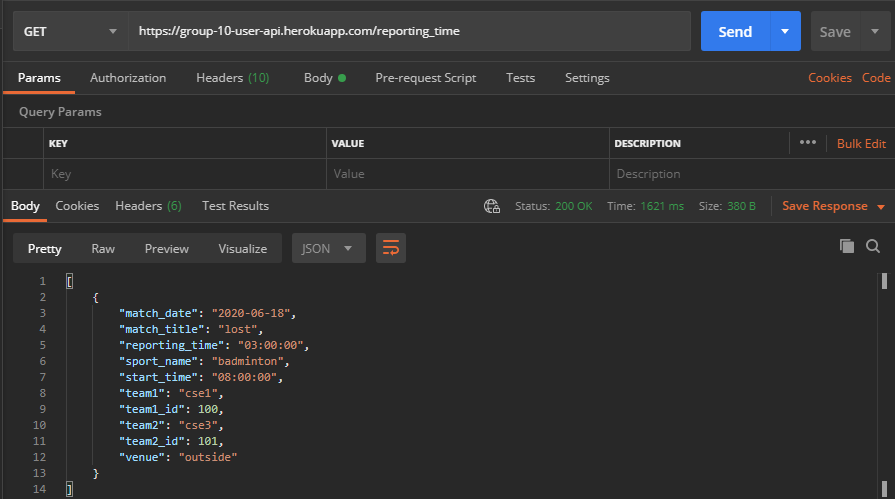 GET https://group-10-user-api.herokuapp.com/reporting_time Send Save
Params Authorization Headers (10) Body Pre-request Script Tests Settings Cookies Code
Query Params
KEY VALUE DESCRIPTION ••• Bulk Edit
Key Value Description
Body Cookies Headers (6) Test Results Status: 200 OK Time: 1621 ms Size: 380 B Save Response
Pretty Raw Preview Visualize JSON
1 [
2 {
3 "match_date": "2020-06-18",
4 "match_title": "lost",
5 "reporting_time": "03:00:00",
6 "sport_name": "badminton",
7 "start_time": "08:00:00",
8 "team1": "cse1",
9 "team1_id": 100,
10 "team2": "cse3",
11 "team2_id": 101,
12 "venue": "outside"
13 }
14 ]